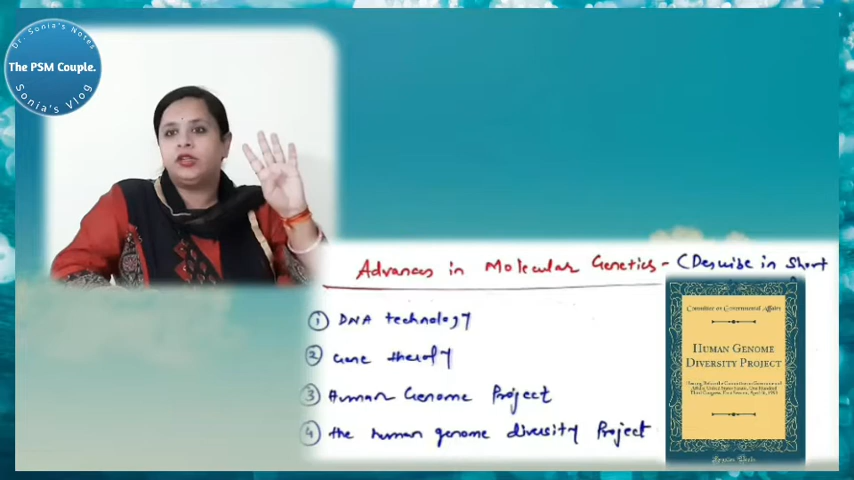 Dr. Sonia's Notes
The PSM Couple.
Sonia's Vlog
Advances in Molecular Genetics - (Describe in Short
① DNA technology
② Gene therapy
③ Human Genome Project
④ the human genome diversity Project
Committee on Governmental Affairs
HUMAN GENOME
DIVERSITY PROJECT